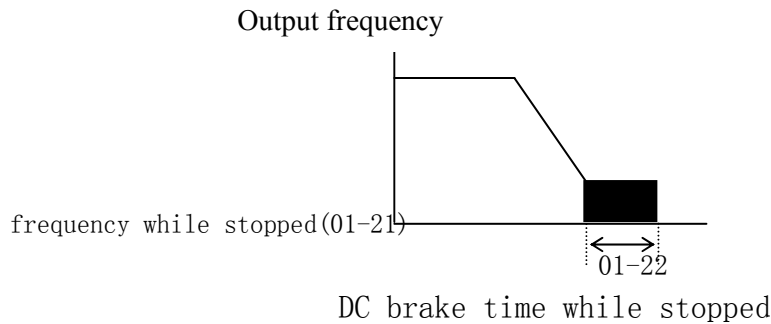 Output frequency
frequency while stopped(01-21)
01-22
DC brake time while stopped